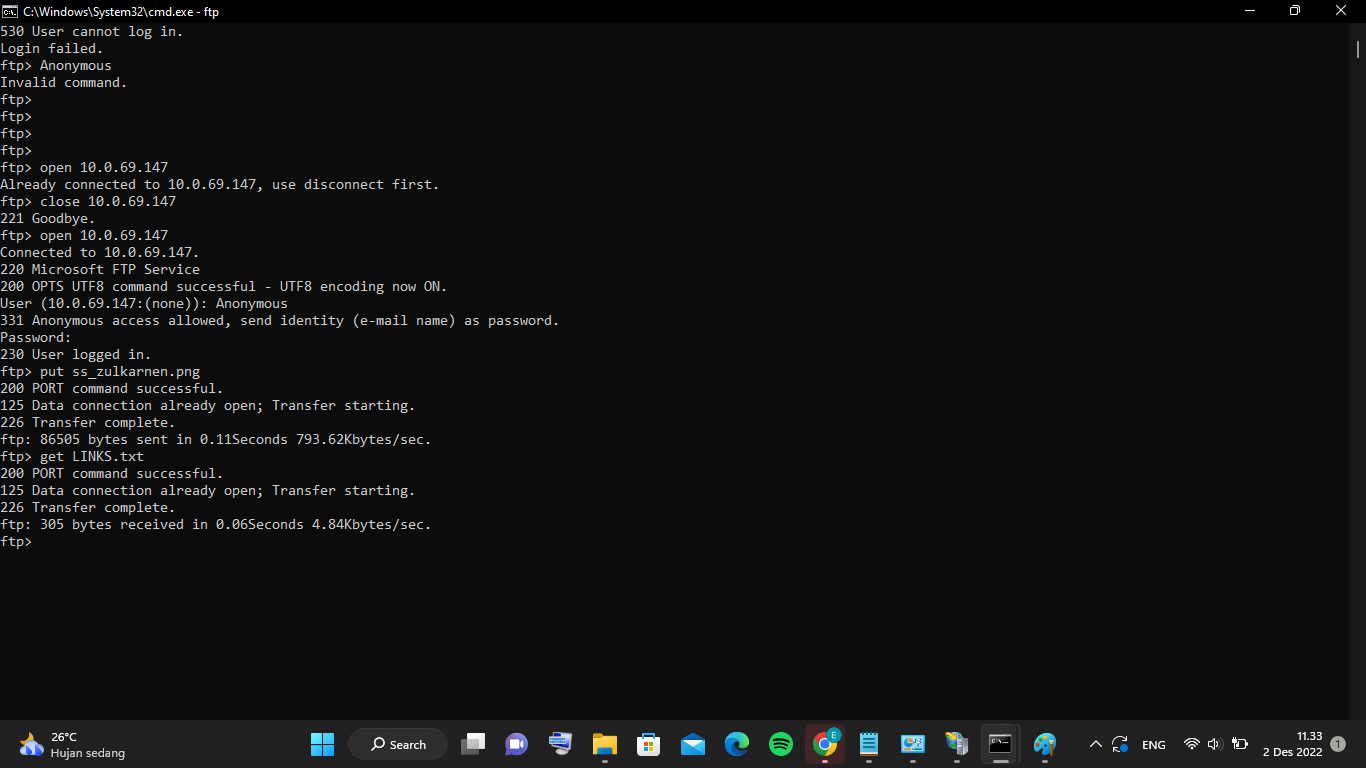 C:\Windows\System32\cmd.exe - ftp
530 User cannot log in.
Login failed.
ftp> Anonymous
Invalid command.
ftp>
ftp>
ftp>
ftp>
ftp> open 10.0.69.147
Already connected to 10.0.69.147, use disconnect first.
ftp> close 10.0.69.147
221 Goodbye.
ftp> open 10.0.69.147
Connected to 10.0.69.147.
220 Microsoft FTP Service
200 OPTS UTF8 command successful - UTF8 encoding now ON.
User (10.0.69.147:(none)): Anonymous
331 Anonymous access allowed, send identity (e-mail name) as password.
Password:
230 User logged in.
ftp> put ss_zulkarnen.png
200 PORT command successful.
125 Data connection already open; Transfer starting.
226 Transfer complete.
ftp: 86505 bytes sent in 0.11Seconds 793.62Kbytes/sec.
ftp> get LINKS.txt
200 PORT command successful.
125 Data connection already open; Transfer starting.
226 Transfer complete.
ftp: 305 bytes received in 0.06Seconds 4.84Kbytes/sec.
ftp>
26°C
Hujan sedang
Search
E
ENG
11.33
2 Des 2022
1